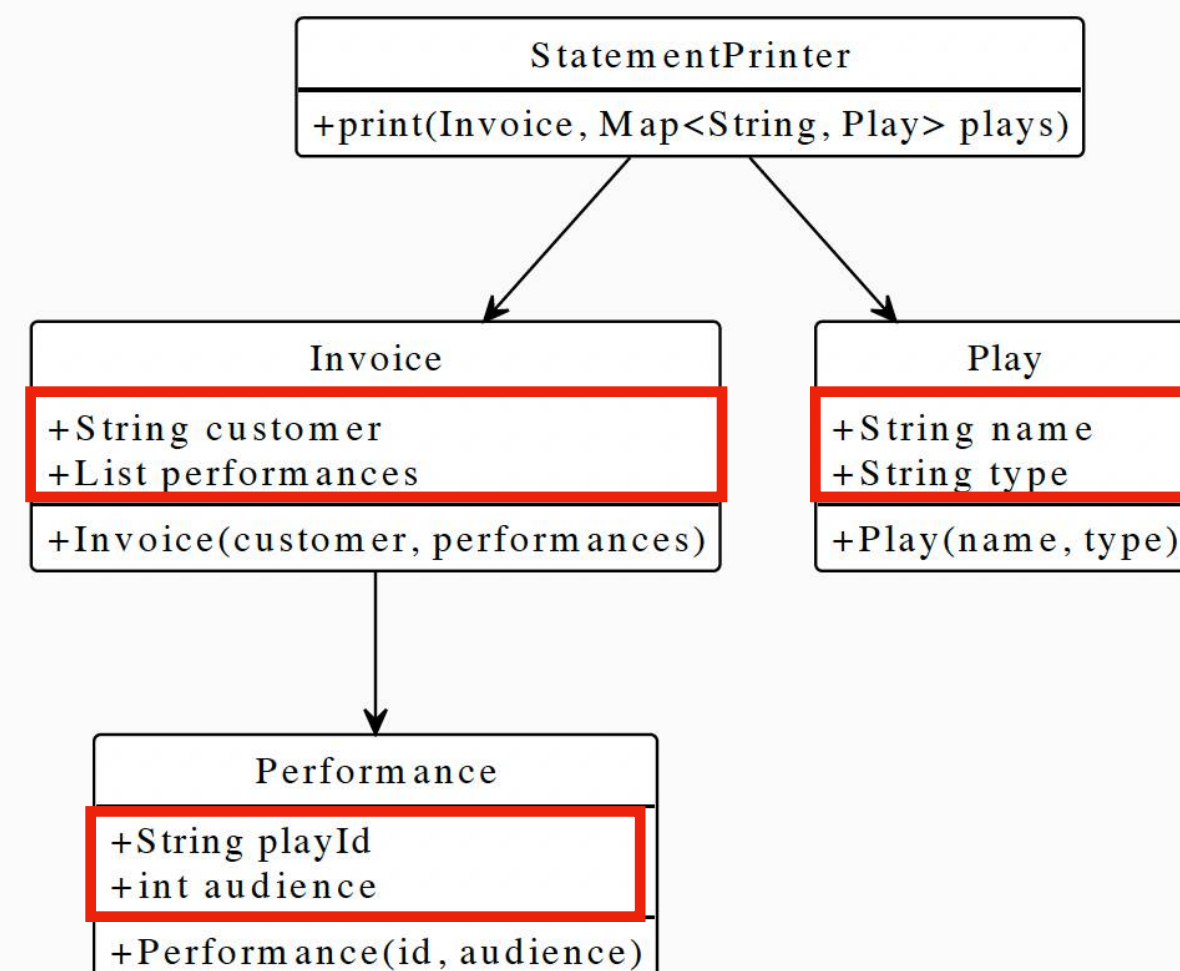 StatementPrinter
+print(Invoice, Map<String, Play> plays)
Invoice
+String customer
+List performances
+Invoice(customer, performances)
Play
+String name
+String type
+Play(name, type)
Performance
+String playId
+int audience
+Performance(id, audience)